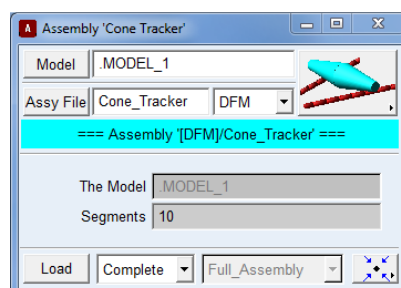 Assembly 'Cone Tracker'
Model .MODEL_1
Assy File Cone_Tracker DFM
=== Assembly '[DFM]/Cone_Tracker' ===
The Model .MODEL_1
Segments 10
Load Complete Full_Assembly